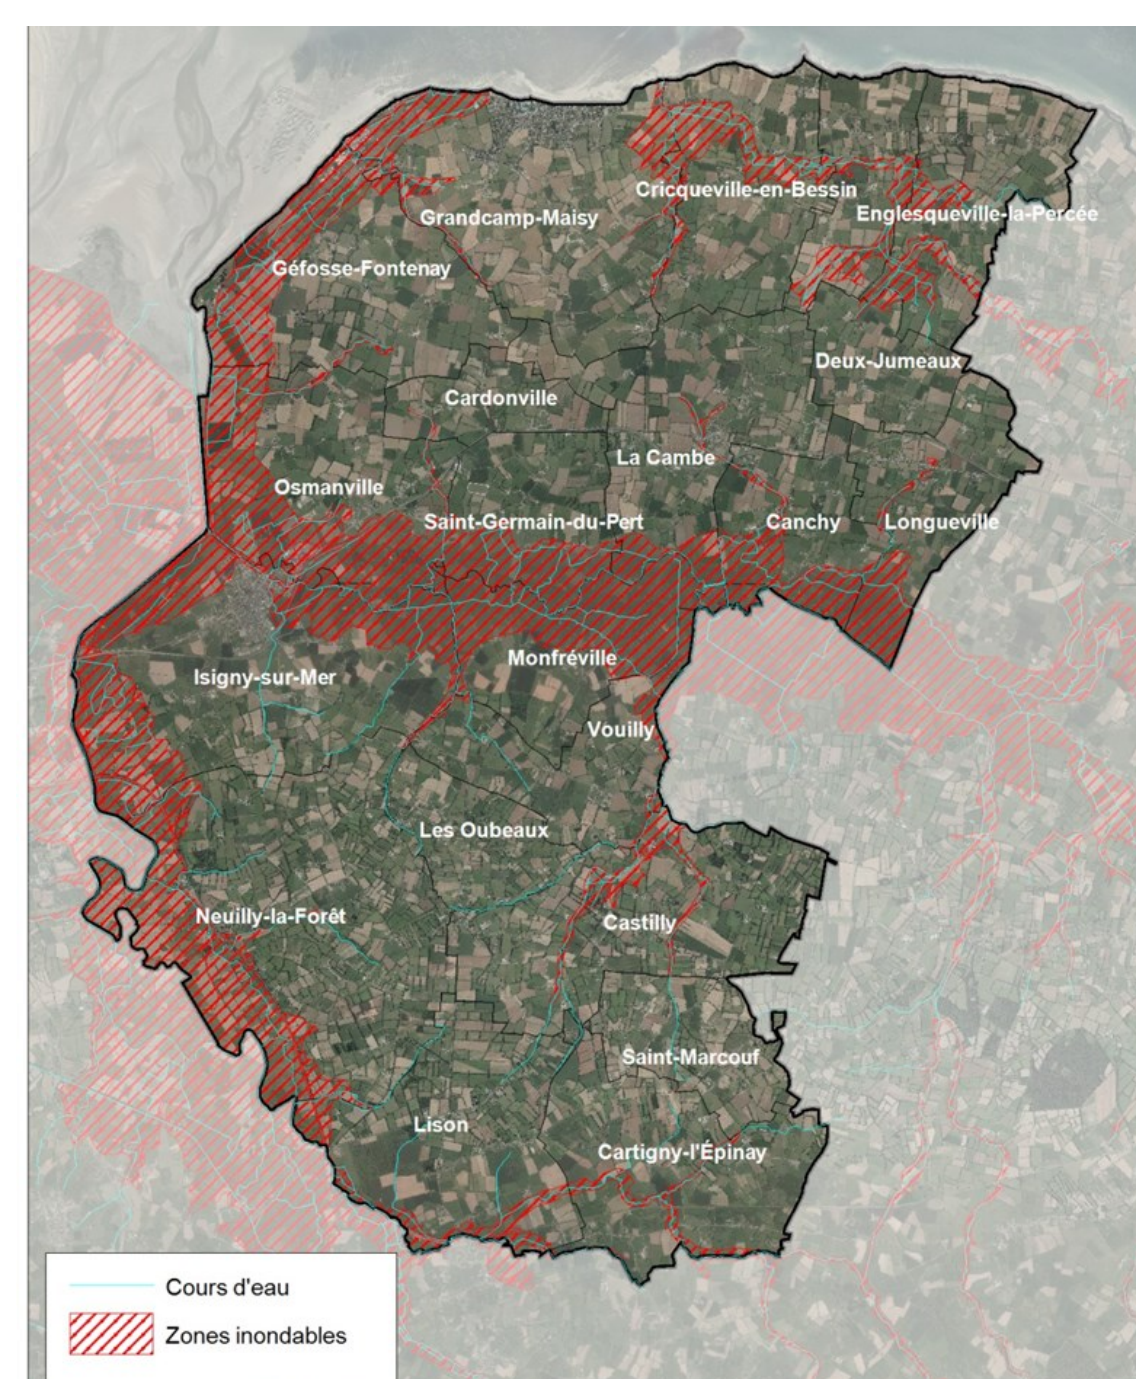 Cricqueville-en-Bessin
Grandcamp-Maisy
Englesqueville-la-Percée
Géfosse-Fontenay
Deux-Jumeaux
Cardonville
La Cambe
Osmanville
Saint-Germain-du-Pert
Canchy
Longueville
Monfréville
Isigny-sur-Mer
Vouilly
Les Oubeaux
Neuilly-la-Forêt
Castilly
Saint-Marcouf
Lison
Cartigny-l'Épinay
Cours d'eau
Zones inondables